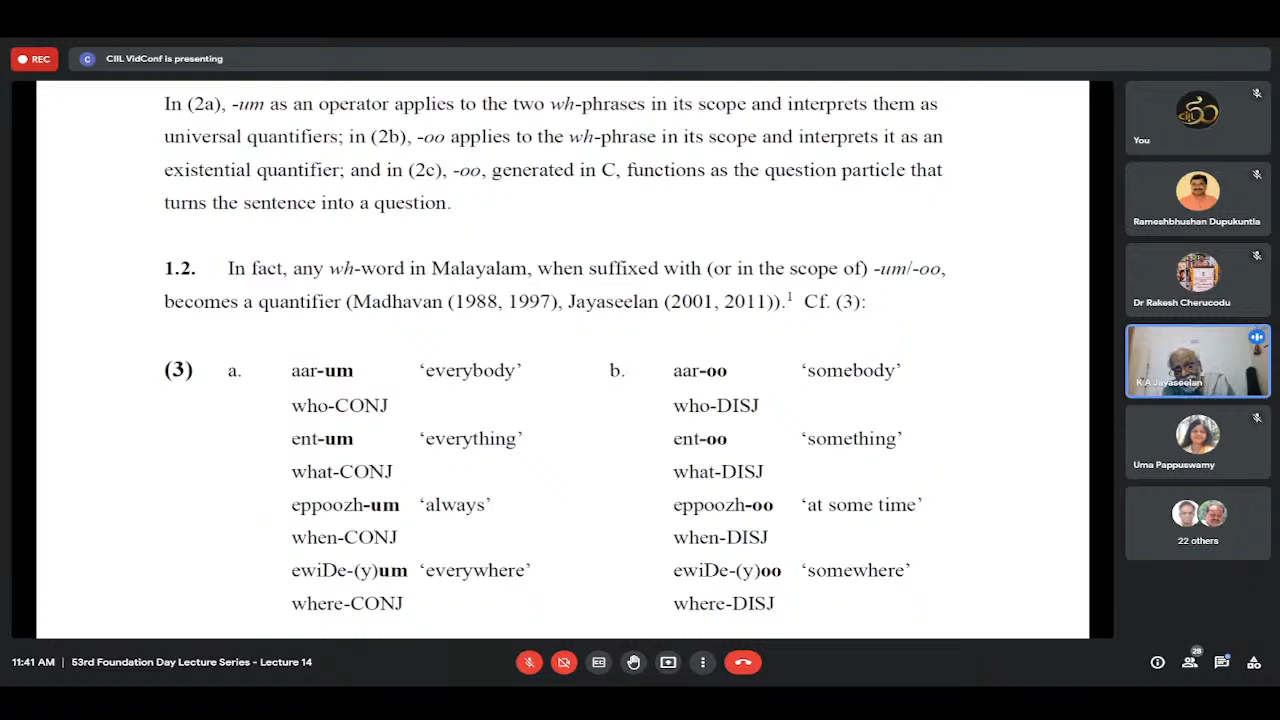 REC
C CIIL VidConf is presenting
In (2a), -um as an operator applies to the two wh-phrases in its scope and interprets them as
universal quantifiers; in (2b), -oo applies to the wh-phrase in its scope and interprets it as an
existential quantifier; and in (2c), -oo, generated in C, functions as the question particle that
turns the sentence into a question.
1.2. In fact, any wh-word in Malayalam, when suffixed with (or in the scope of) -um/-oo,
becomes a quantifier (Madhavan (1988, 1997), Jayaseelan (2001, 2011)).1 Cf. (3):
(3) a. aar-um ‘everybody’ b. aar-oo ‘somebody’
who-CONJ who-DISJ
ent-um ‘everything’ ent-oo ‘something’
what-CONJ what-DISJ
eppoozh-um ‘always’ eppoozh-oo ‘at some time’
when-CONJ when-DISJ
ewiDe-(y)um ‘everywhere’ ewiDe-(y)oo ‘somewhere’
where-CONJ where-DISJ
You
Rameshbhushan Dupukuntla
Dr Rakesh Cherucodu
K A Jayaseelan
Uma Pappuswamy
22 others
11:41 AM | 53rd Foundation Day Lecture Series - Lecture 14
28